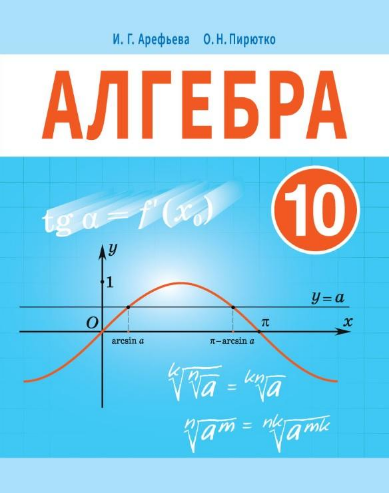 И. Г. Арефьева О. Н. Пирютко
АЛГЕБРА
10
tg α = f'(x₀)
y
1
y = a
O
π
x
arcsin a
π−arcsin a
ᵏ√ⁿ√a = ᵏⁿ√a
ⁿ√aᵐ = ⁿᵏ√aᵐᵏ